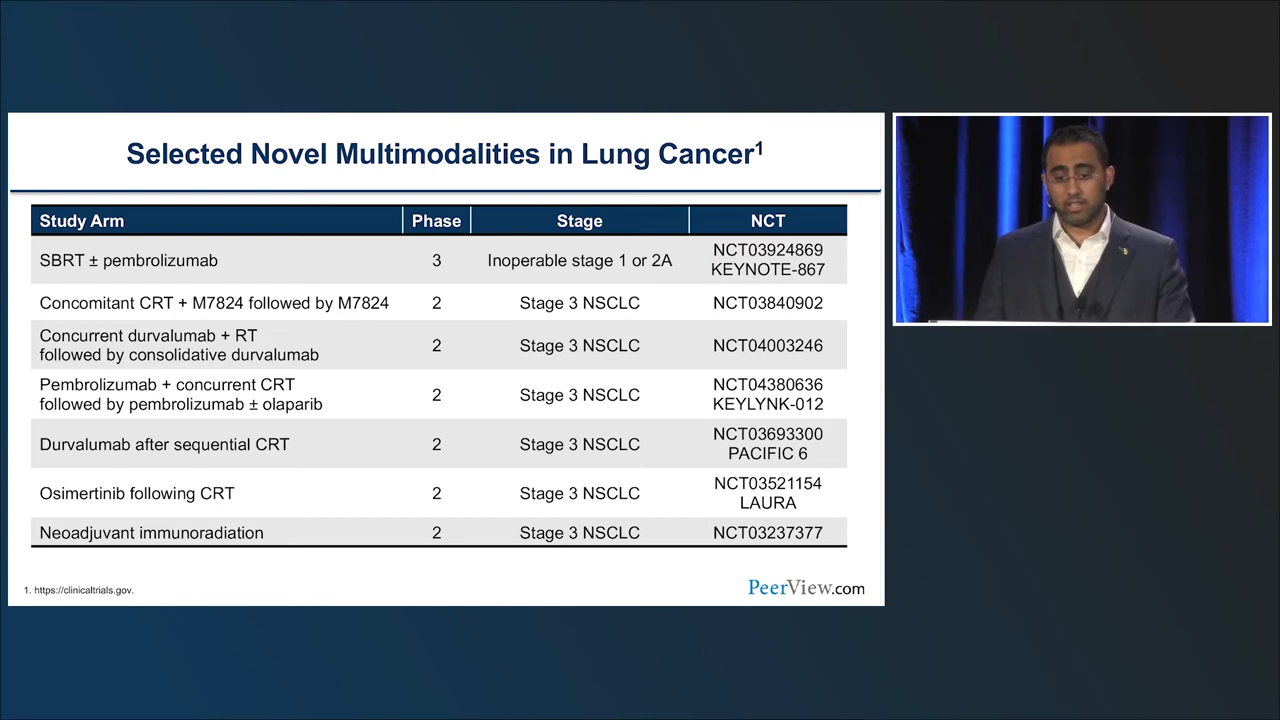 Selected Novel Multimodalities in Lung Cancer1
Study Arm Phase Stage NCT
SBRT ± pembrolizumab 3 Inoperable stage 1 or 2A NCT03924869
KEYNOTE-867
Concomitant CRT + M7824 followed by M7824 2 Stage 3 NSCLC NCT03840902
Concurrent durvalumab + RT
followed by consolidative durvalumab 2 Stage 3 NSCLC NCT04003246
Pembrolizumab + concurrent CRT
followed by pembrolizumab ± olaparib 2 Stage 3 NSCLC NCT04380636
KEYLYNK-012
Durvalumab after sequential CRT 2 Stage 3 NSCLC NCT03693300
PACIFIC 6
Osimertinib following CRT 2 Stage 3 NSCLC NCT03521154
LAURA
Neoadjuvant immunoradiation 2 Stage 3 NSCLC NCT03237377
1. https://clinicaltrials.gov.
PeerView.com